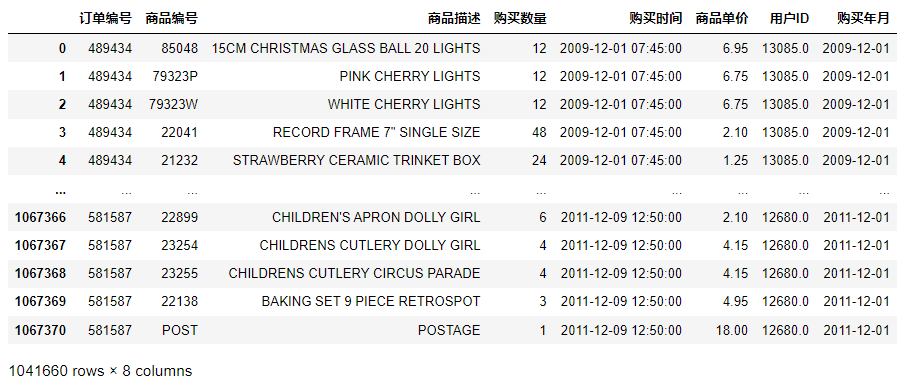 订单编号 商品编号 商品描述 购买数量 购买时间 商品单价 用户ID 购买年月
0 489434 85048 15CM CHRISTMAS GLASS BALL 20 LIGHTS 12 2009-12-01 07:45:00 6.95 13085.0 2009-12-01
1 489434 79323P PINK CHERRY LIGHTS 12 2009-12-01 07:45:00 6.75 13085.0 2009-12-01
2 489434 79323W WHITE CHERRY LIGHTS 12 2009-12-01 07:45:00 6.75 13085.0 2009-12-01
3 489434 22041 RECORD FRAME 7" SINGLE SIZE 48 2009-12-01 07:45:00 2.10 13085.0 2009-12-01
4 489434 21232 STRAWBERRY CERAMIC TRINKET BOX 24 2009-12-01 07:45:00 1.25 13085.0 2009-12-01
... ... ... ... ... ... ... ... ...
1067366 581587 22899 CHILDREN'S APRON DOLLY GIRL 6 2011-12-09 12:50:00 2.10 12680.0 2011-12-01
1067367 581587 23254 CHILDRENS CUTLERY DOLLY GIRL 4 2011-12-09 12:50:00 4.15 12680.0 2011-12-01
1067368 581587 23255 CHILDRENS CUTLERY CIRCUS PARADE 4 2011-12-09 12:50:00 4.15 12680.0 2011-12-01
1067369 581587 22138 BAKING SET 9 PIECE RETROSPOT 3 2011-12-09 12:50:00 4.95 12680.0 2011-12-01
1067370 581587 POST POSTAGE 1 2011-12-09 12:50:00 18.00 12680.0 2011-12-01
1041660 rows × 8 columns